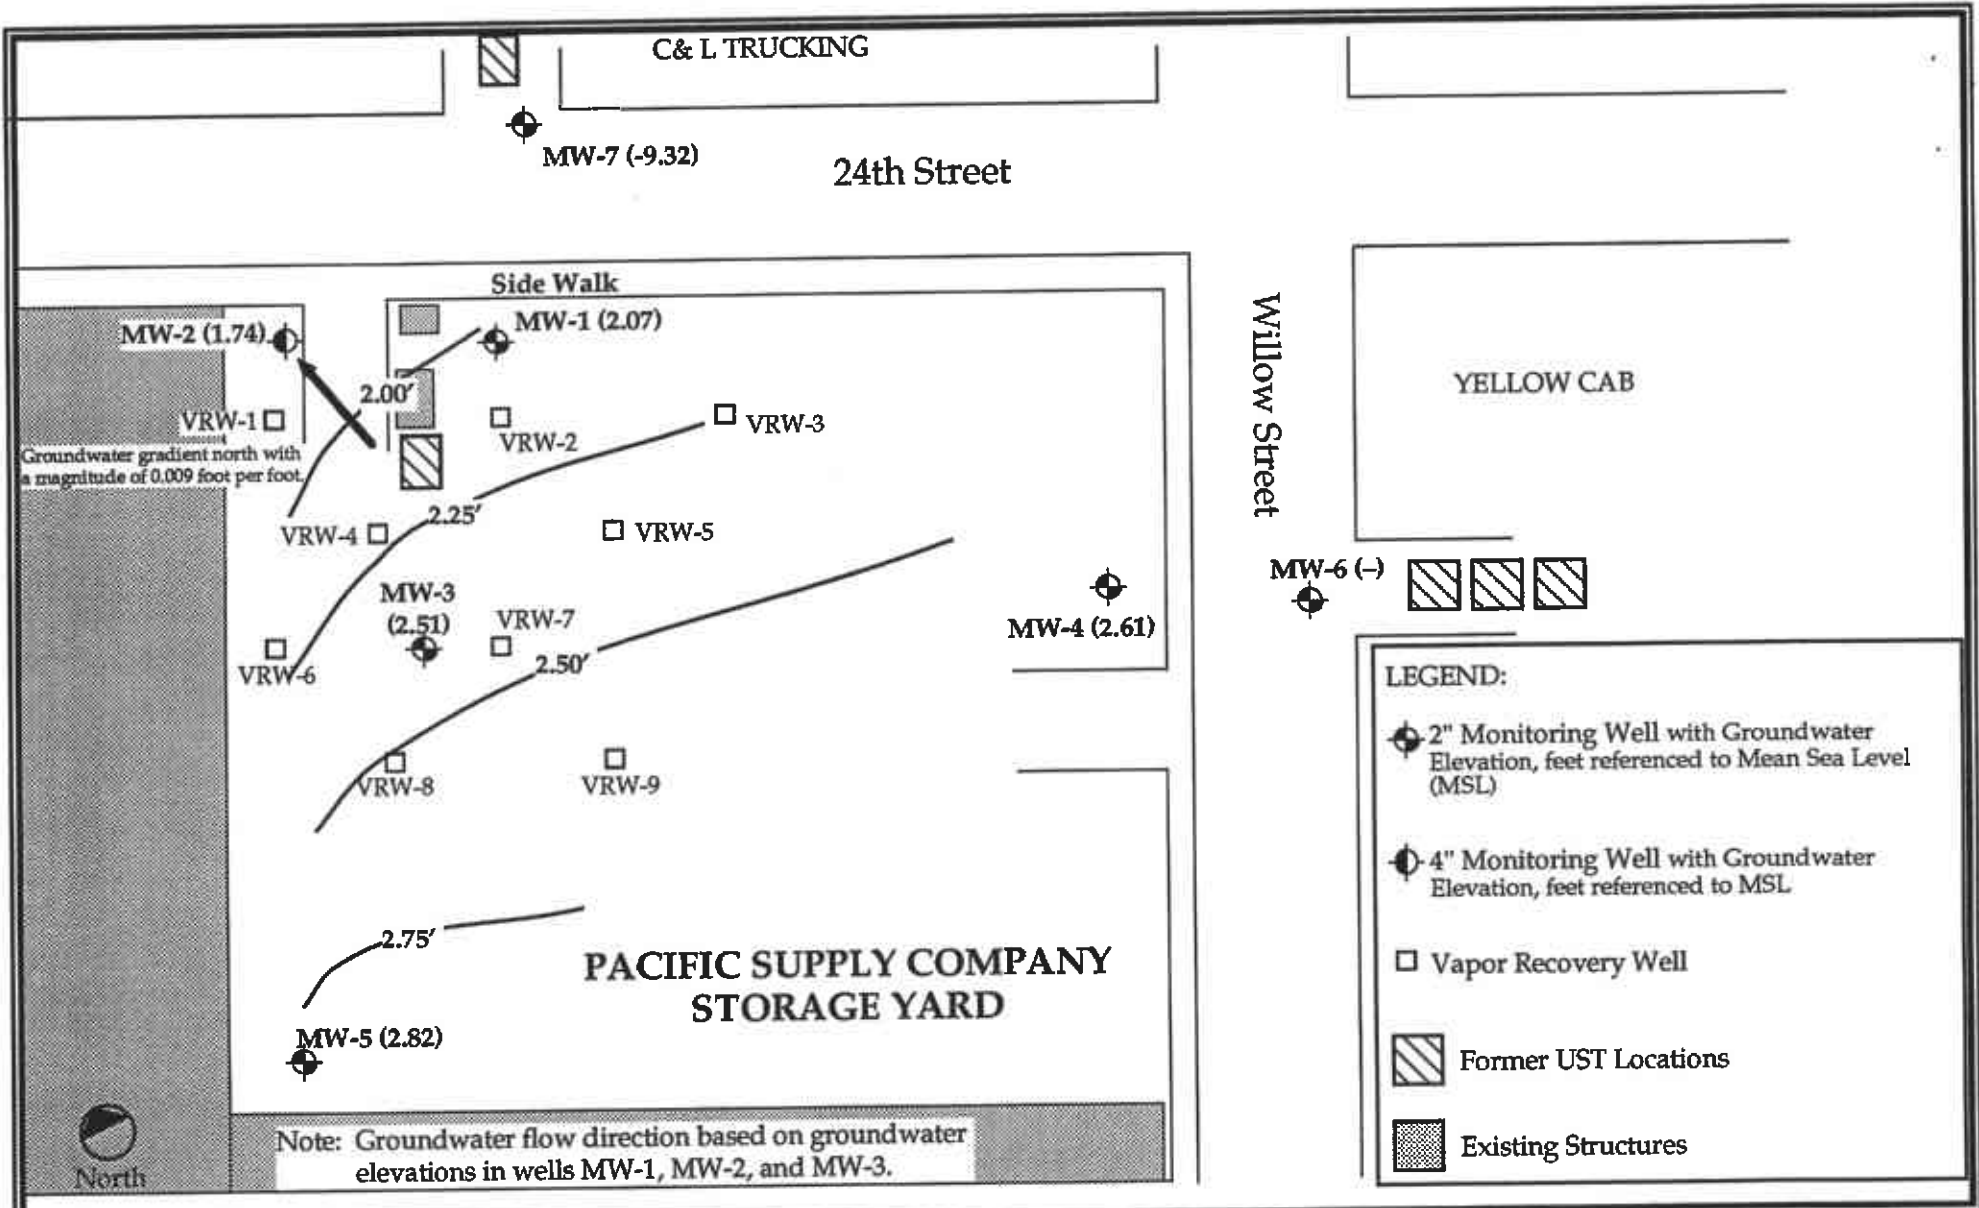 C& L TRUCKING
MW-7 (-9.32)
24th Street
Side Walk
MW-2 (1.74)
MW-1 (2.07)
2.00'
VRW-1
VRW-2
VRW-3
Groundwater gradient north with
a magnitude of 0.009 foot per foot.
2.25'
VRW-4
VRW-5
MW-3
(2.51)
VRW-7
VRW-6
2.50'
MW-4 (2.61)
Willow Street
YELLOW CAB
MW-6 (–)
VRW-8
VRW-9
2.75'
PACIFIC SUPPLY COMPANY
STORAGE YARD
MW-5 (2.82)
North
Note: Groundwater flow direction based on groundwater
elevations in wells MW-1, MW-2, and MW-3.
LEGEND:
2" Monitoring Well with Groundwater
Elevation, feet referenced to Mean Sea Level
(MSL)
4" Monitoring Well with Groundwater
Elevation, feet referenced to MSL
Vapor Recovery Well
Former UST Locations
Existing Structures